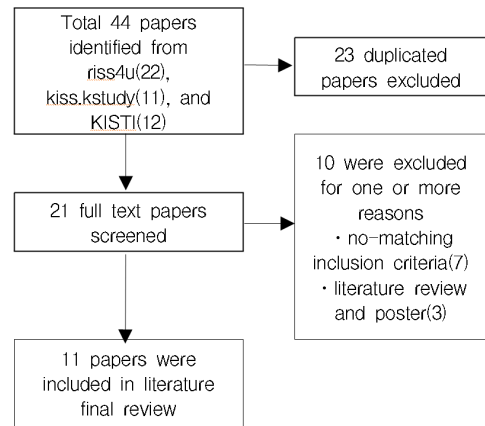 Total 44 papers
identified from
riss4u(22),
kiss.kstudy(11), and
KISTI(12)
23 duplicated
papers excluded
21 full text papers
screened
10 were excluded
for one or more
reasons
· no-matching
inclusion criteria(7)
· literature review
and poster(3)
11 papers were
included in literature
final review